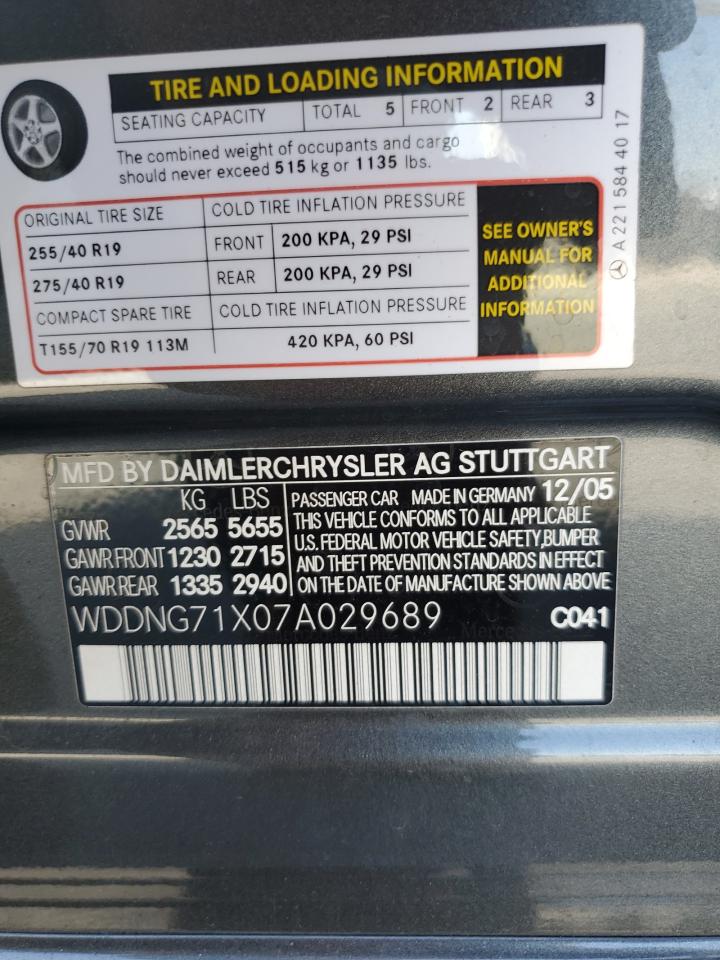 TIRE AND LOADING INFORMATION
SEATING CAPACITY TOTAL 5 FRONT 2 REAR 3
The combined weight of occupants and cargo
should never exceed 515 kg or 1135 lbs.
ORIGINAL TIRE SIZE COLD TIRE INFLATION PRESSURE
255/40 R19 FRONT 200 KPA, 29 PSI
275/40 R19 REAR 200 KPA, 29 PSI
COMPACT SPARE TIRE COLD TIRE INFLATION PRESSURE
T155/70 R19 113M 420 KPA, 60 PSI
SEE OWNER'S
MANUAL FOR
ADDITIONAL
INFORMATION
A 221 584 40 17
MFD BY DAIMLERCHRYSLER AG STUTTGART
KG LBS
GVWR 2565 5655
GAWR FRONT 1230 2715
GAWR REAR 1335 2940
PASSENGER CAR MADE IN GERMANY 12/05
THIS VEHICLE CONFORMS TO ALL APPLICABLE
U.S. FEDERAL MOTOR VEHICLE SAFETY,BUMPER
AND THEFT PREVENTION STANDARDS IN EFFECT
ON THE DATE OF MANUFACTURE SHOWN ABOVE
WDDNG71X07A029689 C041